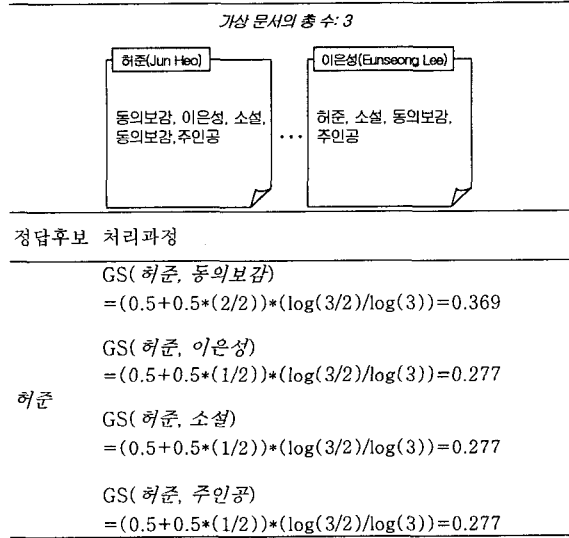 가상 문서의 총 수: 3
허준(Jun Heo)
동의보감, 이은성, 소설,
동의보감,주인공
...
이은성(Eunseong Lee)
허준, 소설, 동의보감,
주인공
정답후보 처리과정
허준
GS(허준, 동의보감)
=(0.5+0.5*(2/2))*(log(3/2)/log(3))=0.369
GS(허준, 이은성)
=(0.5+0.5*(1/2))*(log(3/2)/log(3))=0.277
GS(허준, 소설)
=(0.5+0.5*(1/2))*(log(3/2)/log(3))=0.277
GS(허준, 주인공)
=(0.5+0.5*(1/2))*(log(3/2)/log(3))=0.277